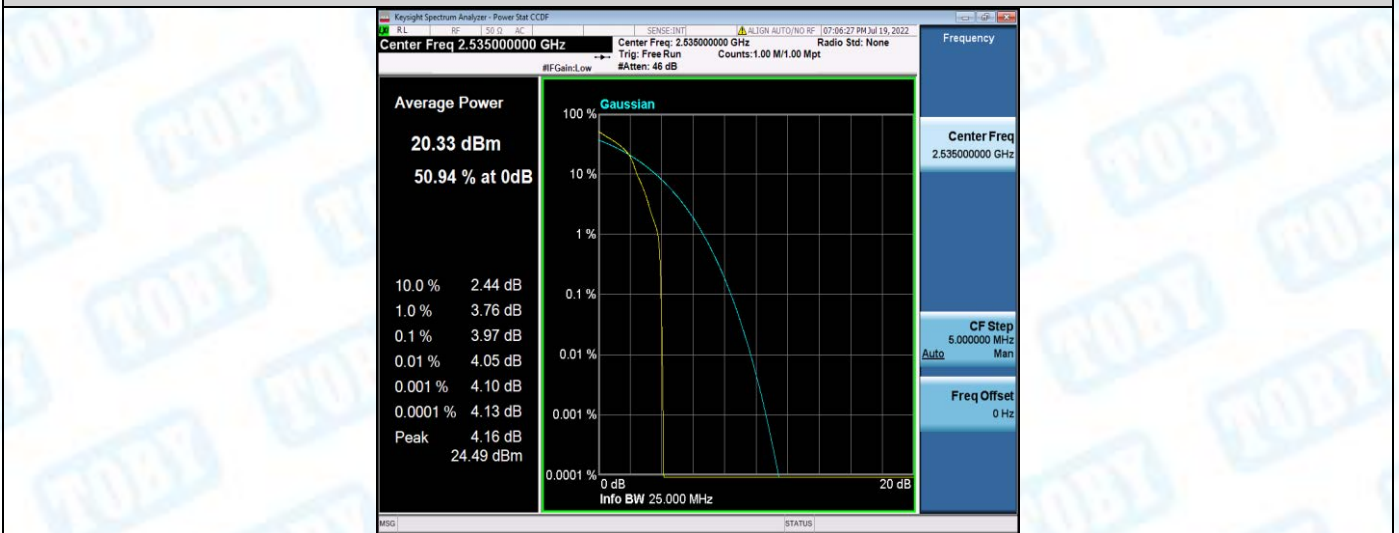 Keysight Spectrum Analyzer - Power Stat CCDF
RL RF 50 Ω AC SENSE:INT ALIGN AUTO/NO RF 07:06:27 PM Jul 19, 2022
Center Freq 2.535000000 GHz
Center Freq: 2.535000000 GHz Radio Std: None
Trig: Free Run Counts:1.00 M/1.00 Mpt
#IFGain:Low #Atten: 46 dB
Frequency
Average Power
20.33 dBm
50.94 % at 0dB
10.0 % 2.44 dB
1.0 % 3.76 dB
0.1 % 3.97 dB
0.01 % 4.05 dB
0.001 % 4.10 dB
0.0001 % 4.13 dB
Peak 4.16 dB
24.49 dBm
Gaussian
100 %
10 %
1 %
0.1 %
0.01 %
0.001 %
0.0001 %
0 dB 20 dB
Info BW 25.000 MHz
Center Freq
2.535000000 GHz
CF Step
5.000000 MHz
Auto Man
Freq Offset
0 Hz
MSG STATUS
TOBY
TOBY
TOBY
TOBY
TOBY
TOBY
TOBY
TOBY